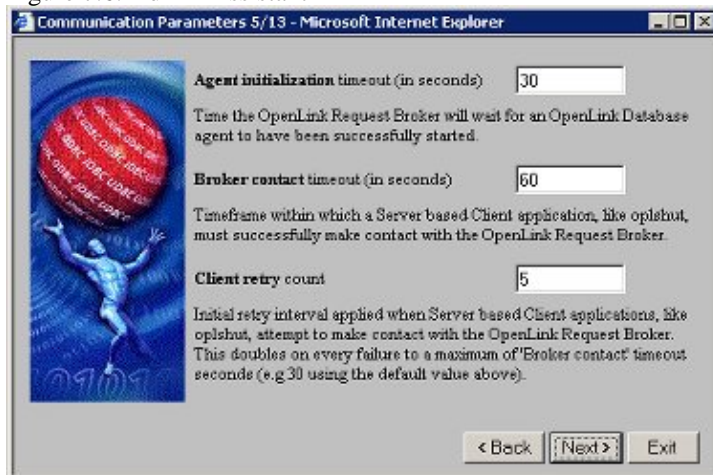 Communication Parameters 5/13 - Microsoft Internet Explorer
Agent initialization timeout (in seconds) 30
Time the OpenLink Request Broker will wait for an OpenLink Database
agent to have been successfully started.
Broker contact timeout (in seconds) 60
Timeframe within which a Server based Client application, like oplshut,
must successfully make contact with the OpenLink Request Broker.
Client retry count 5
Initial retry interval applied when Server based Client applications, like
oplshut, attempt to make contact with the OpenLink Request Broker.
This doubles on every failure to a maximum of 'Broker contact' timeout
seconds (e.g.30 using the default value above).
< Back Next > Exit